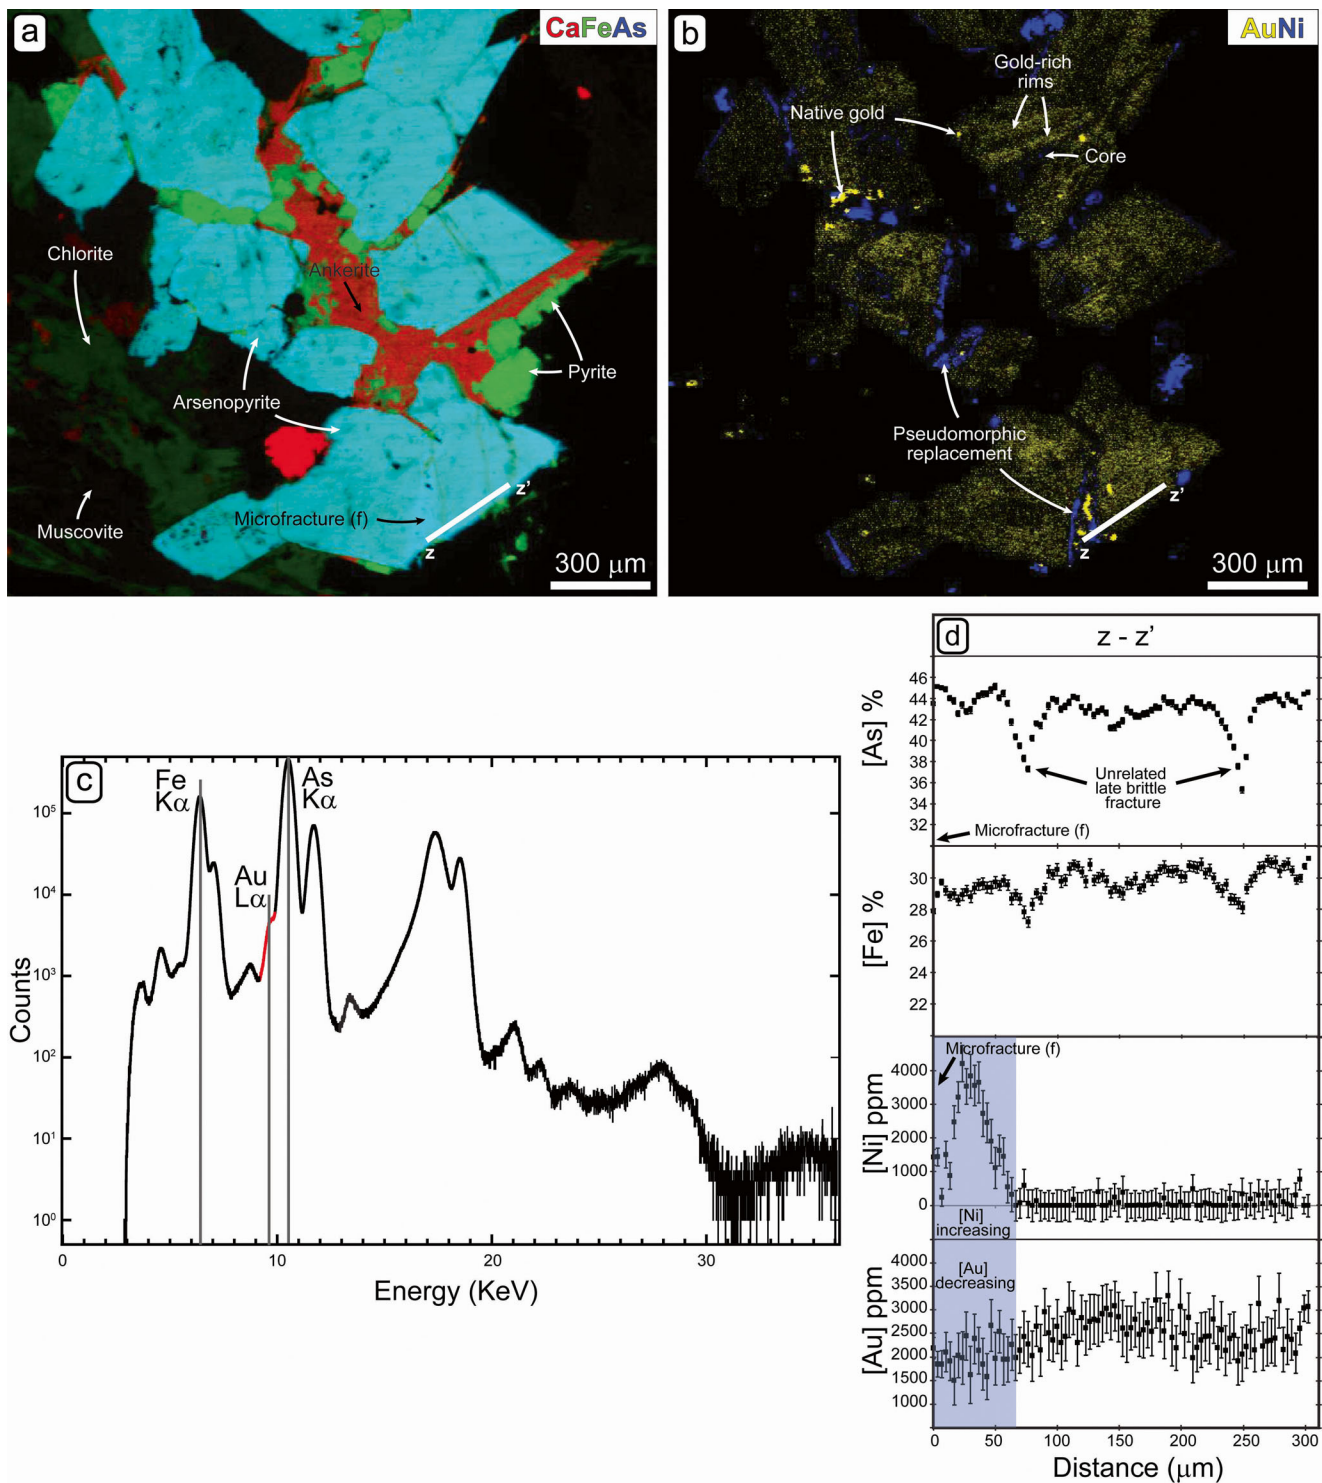 a
CaFeAs
Chlorite
Ankerite
Pyrite
Arsenopyrite
Muscovite
Microfracture (f)
z
z'
300 µm
b
AuNi
Gold-rich
rims
Native gold
Core
Pseudomorphic
replacement
z
z'
300 µm
c
Fe
Kα
As
Kα
Au
Lα
Counts
10⁵
10⁴
10³
10²
10¹
10⁰
0
10
20
30
Energy (KeV)
d
z - z'
[As] %
46
44
42
40
38
36
34
32
Unrelated
late brittle
fracture
Microfracture (f)
[Fe] %
30
28
26
24
22
[Ni] ppm
4000
3000
2000
1000
0
Microfracture (f)
[Ni]
increasing
[Au] ppm
4000
3500
3000
2500
2000
1500
1000
[Au]
decreasing
0
50
100
150
200
250
300
Distance (µm)